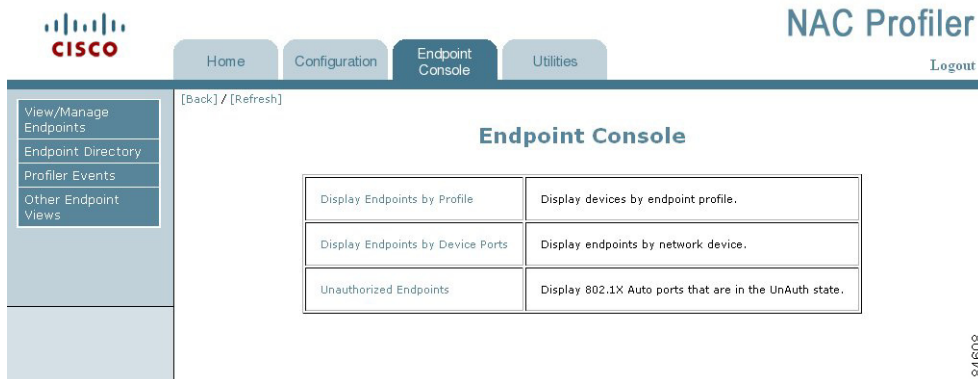 CISCO
NAC Profiler
Home
Configuration
Endpoint
Console
Utilities
Logout
[Back] / [Refresh]
View/Manage
Endpoints
Endpoint Directory
Profiler Events
Other Endpoint
Views
Endpoint Console
Display Endpoints by Profile
Display devices by endpoint profile.
Display Endpoints by Device Ports
Display endpoints by network device.
Unauthorized Endpoints
Display 802.1X Auto ports that are in the UnAuth state.